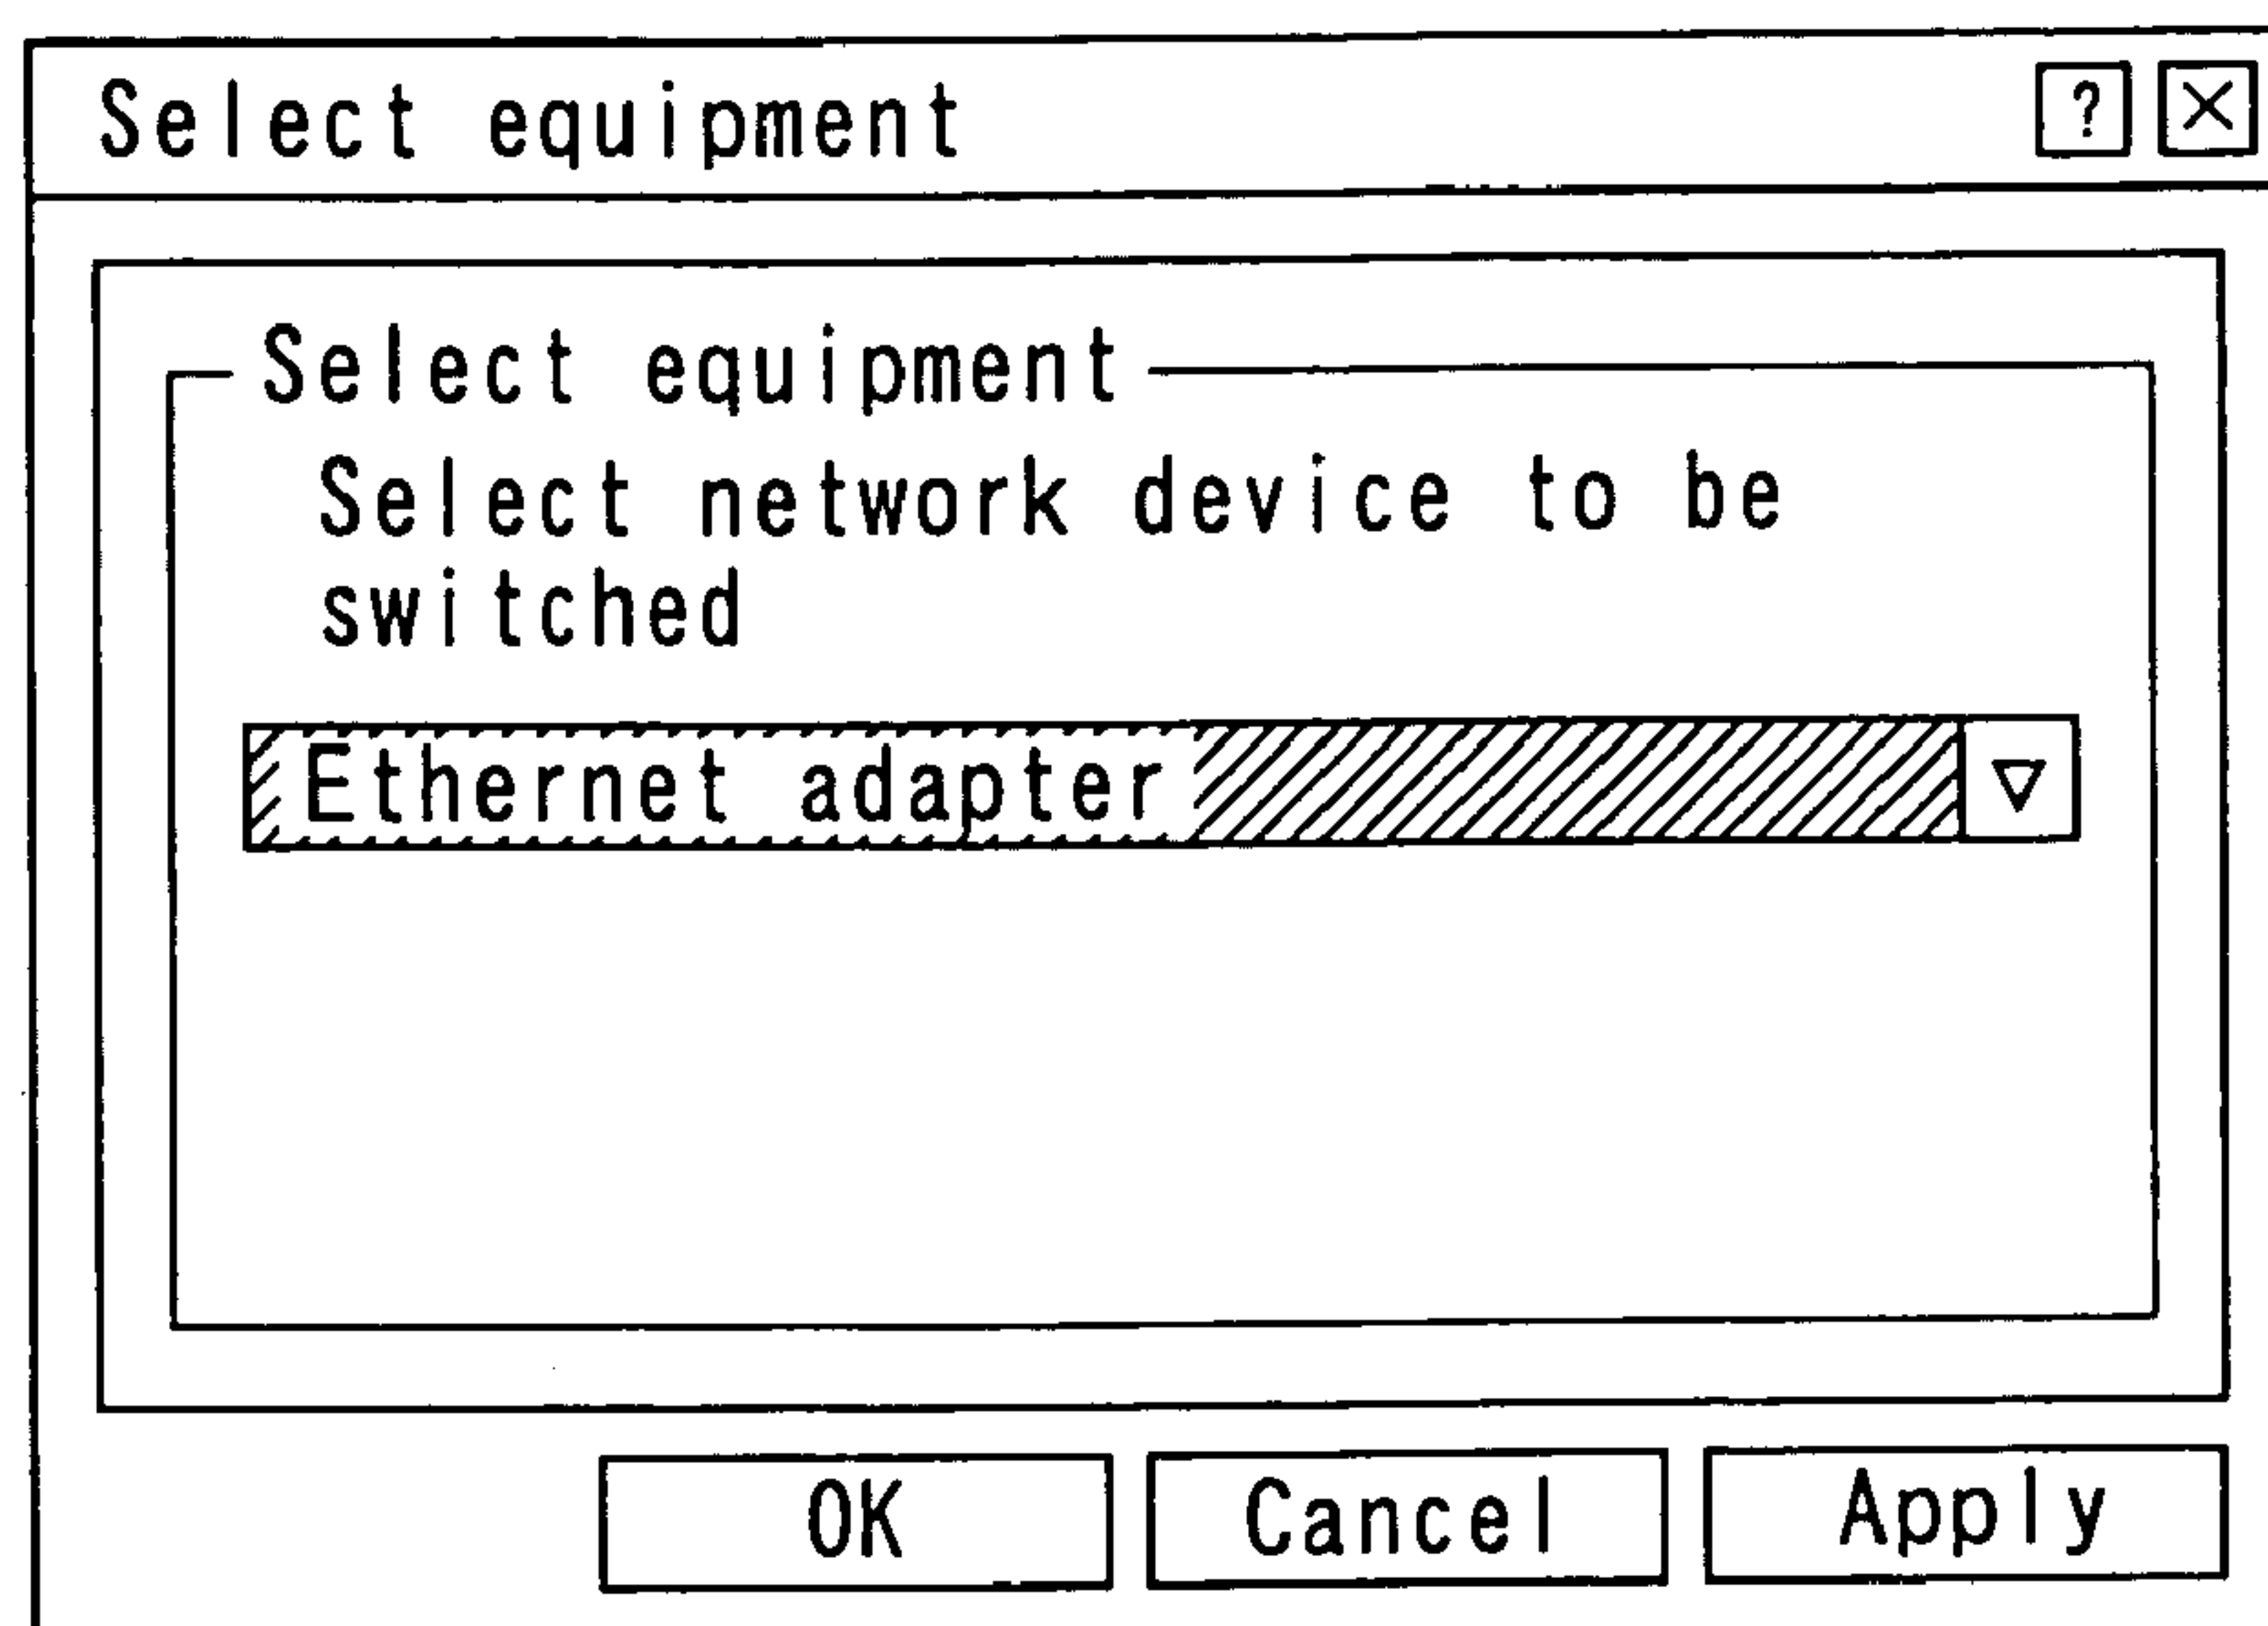 Select equipment ? X
Select equipment
Select network device to be
switched
Ethernet adapter
OK Cancel Apply